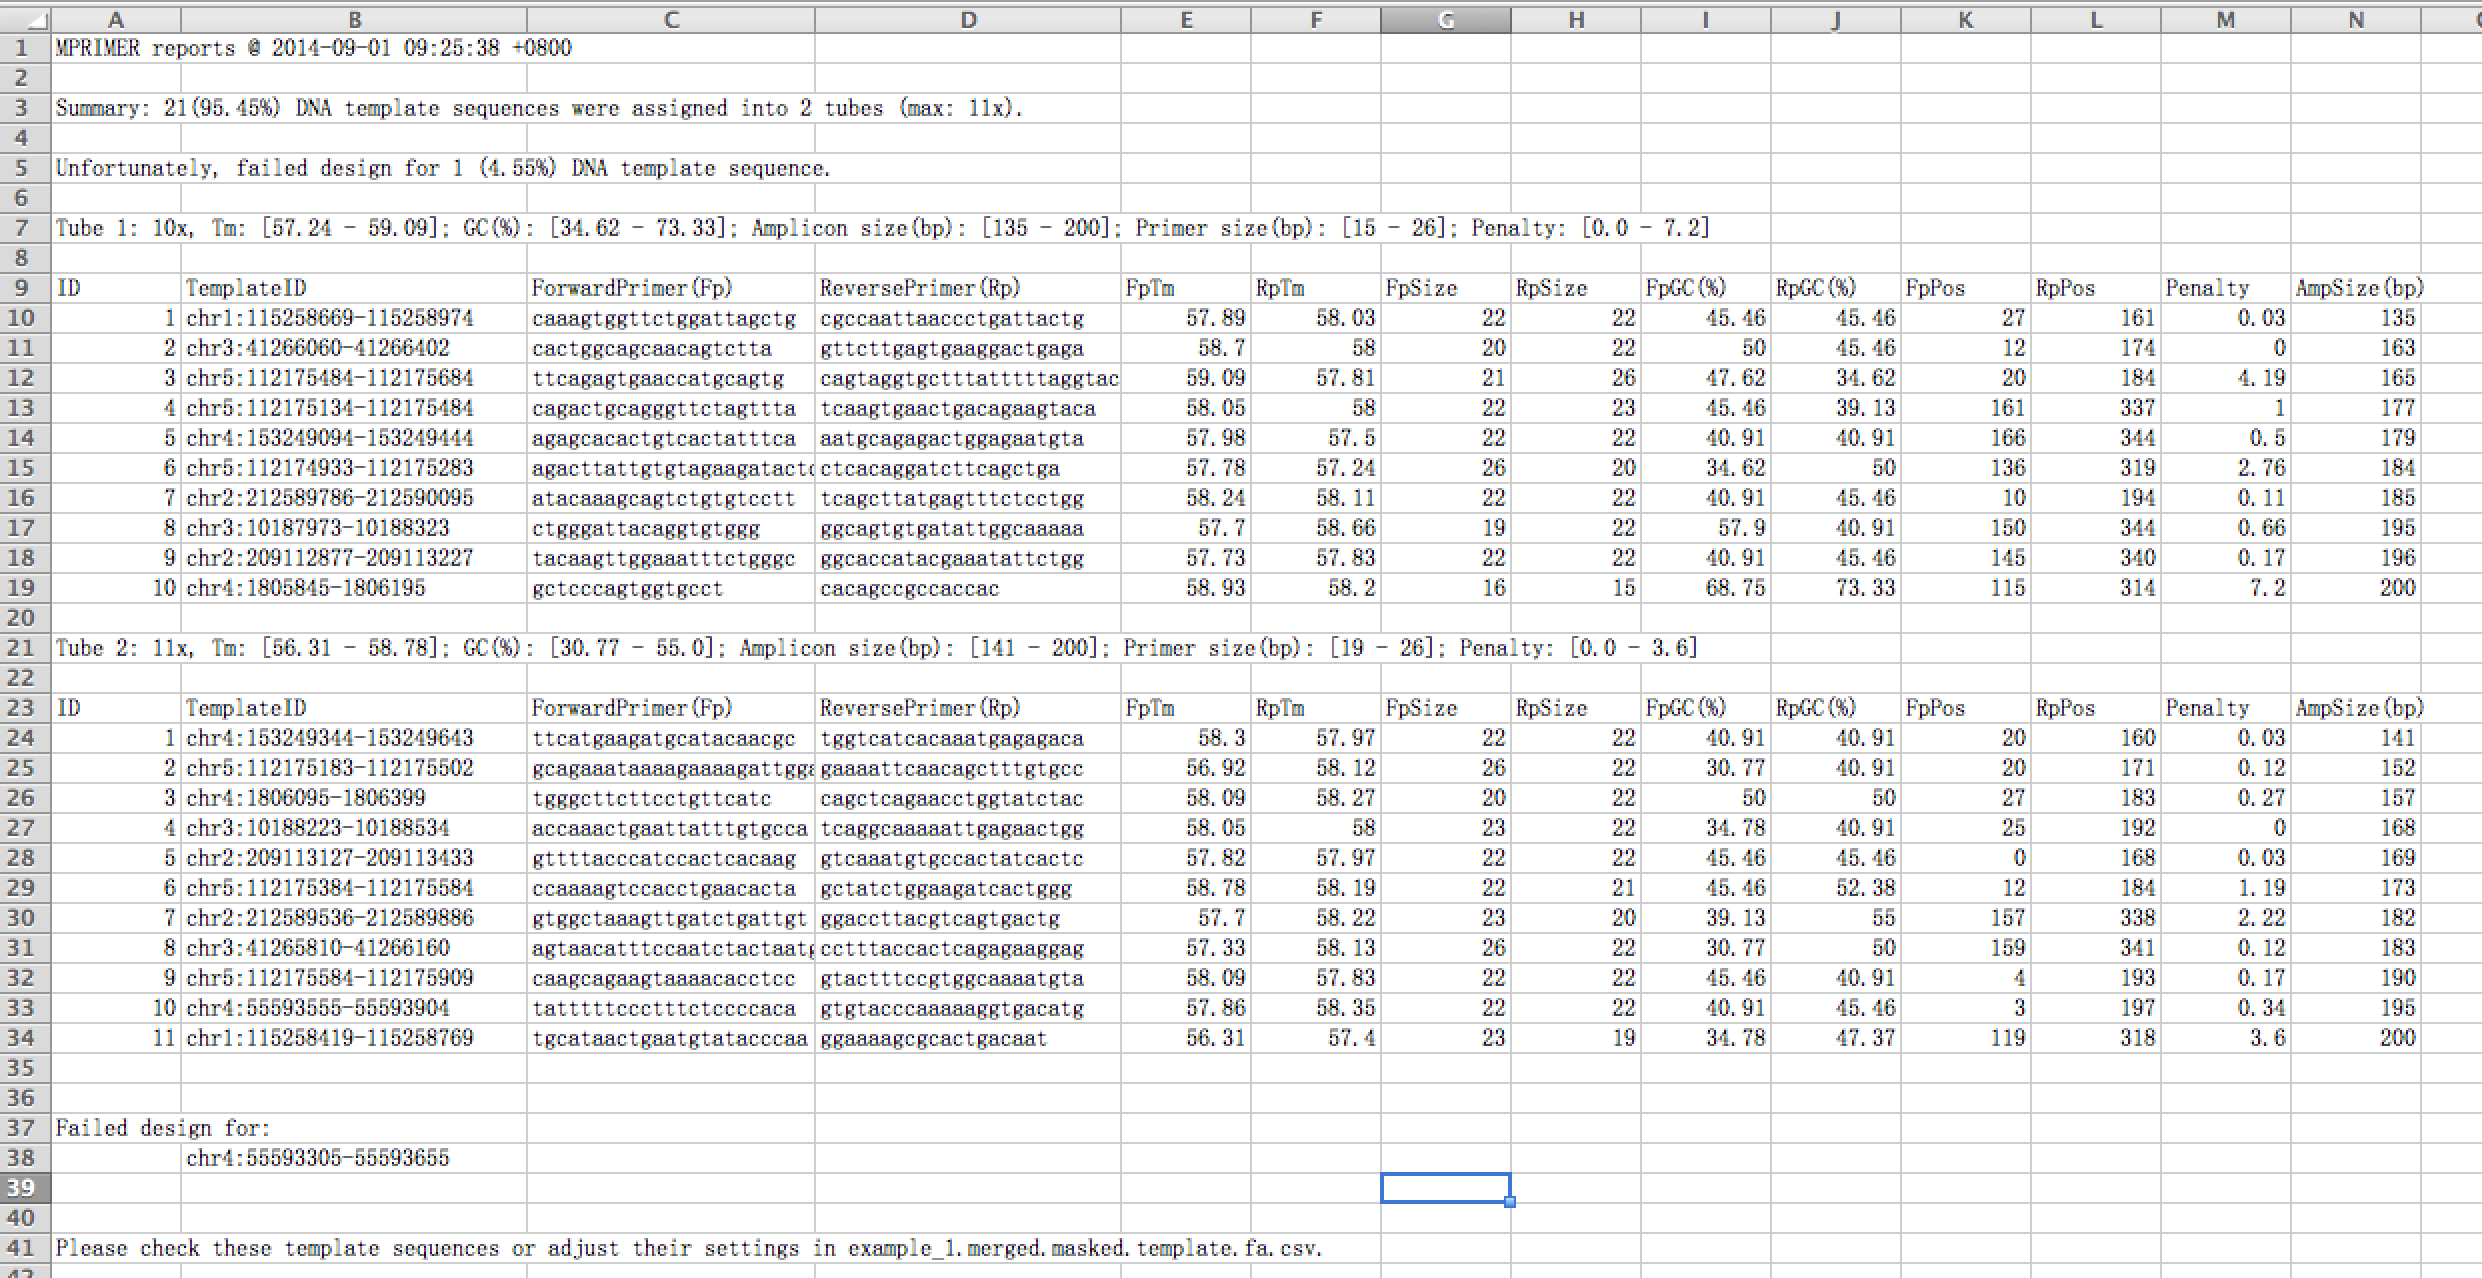 A B C D E F G H I J K L M N
1 MPRIMER reports @ 2014-09-01 09:25:38 +0800
2
3 Summary: 21(95.45%) DNA template sequences were assigned into 2 tubes (max: 11x).
4
5 Unfortunately, failed design for 1 (4.55%) DNA template sequence.
6
7 Tube 1: 10x, Tm: [57.24 - 59.09]; GC(%): [34.62 - 73.33]; Amplicon size(bp): [135 - 200]; Primer size(bp): [15 - 26]; Penalty: [0.0 - 7.2]
8
9 ID TemplateID ForwardPrimer(Fp) ReversePrimer(Rp) FpTm RpTm FpSize RpSize FpGC(%) RpGC(%) FpPos RpPos Penalty AmpSize(bp)
10 1 chr1:115258669-115258974 caaagtggttctggattagctg cgccaattaaccctgattactg 57.89 58.03 22 22 45.46 45.46 27 161 0.03 135
11 2 chr3:41266060-41266402 cactggcagcaacagtctta gttcttgagtgaaggactgaga 58.7 58 20 22 50 45.46 12 174 0 163
12 3 chr5:112175484-112175684 ttcagagtgaaccatgcagtg cagtaggtgctttatttttaggtac 59.09 57.81 21 26 47.62 34.62 20 184 4.19 165
13 4 chr5:112175134-112175484 cagactgcagggttctagttta tcaagtgaactgacagaagtaca 58.05 58 22 23 45.46 39.13 161 337 1 177
14 5 chr4:153249094-153249444 agagcacactgtcactatttca aatgcagagactggagaatgta 57.98 57.5 22 22 40.91 40.91 166 344 0.5 179
15 6 chr5:112174933-112175283 agacttattgtgtagaagatactc ctcacaggatcttcagctga 57.78 57.24 26 20 34.62 50 136 319 2.76 184
16 7 chr2:212589786-212590095 atacaaagcagtctgtgtcctt tcagcttatgagtttctcctgg 58.24 58.11 22 22 40.91 45.46 10 194 0.11 185
17 8 chr3:10187973-10188323 ctgggattacaggtgtggg ggcagtgtgatattggcaaaaa 57.7 58.66 19 22 57.9 40.91 150 344 0.66 195
18 9 chr2:209112877-209113227 tacaagttggaaatttctgggc ggcaccatacgaaatattctgg 57.73 57.83 22 22 40.91 45.46 145 340 0.17 196
19 10 chr4:1805845-1806195 gctcccagtggtgcct cacagccgccaccac 58.93 58.2 16 15 68.75 73.33 115 314 7.2 200
20
21 Tube 2: 11x, Tm: [56.31 - 58.78]; GC(%): [30.77 - 55.0]; Amplicon size(bp): [141 - 200]; Primer size(bp): [19 - 26]; Penalty: [0.0 - 3.6]
22
23 ID TemplateID ForwardPrimer(Fp) ReversePrimer(Rp) FpTm RpTm FpSize RpSize FpGC(%) RpGC(%) FpPos RpPos Penalty AmpSize(bp)
24 1 chr4:153249344-153249643 ttcatgaagatgcatacaacgc tggtcatcacaaatgagagaca 58.3 57.97 22 22 40.91 40.91 20 160 0.03 141
25 2 chr5:112175183-112175502 gcagaaataaaagaaaagattgga gaaaattcaacagctttgtgcc 56.92 58.12 26 22 30.77 40.91 20 171 0.12 152
26 3 chr4:1806095-1806399 tgggcttcttcctgttcatc cagctcagaacctggtatctac 58.09 58.27 20 22 50 50 27 183 0.27 157
27 4 chr3:10188223-10188534 accaaactgaattatttgtgcca tcaggcaaaaattgagaactgg 58.05 58 23 22 34.78 40.91 25 192 0 168
28 5 chr2:209113127-209113433 gttttacccatccactcacaag gtcaaatgtgccactatcactc 57.82 57.97 22 22 45.46 45.46 0 168 0.03 169
29 6 chr5:112175384-112175584 ccaaaagtccacctgaacacta gctatctggaagatcactggg 58.78 58.19 22 21 45.46 52.38 12 184 1.19 173
30 7 chr2:212589536-212589886 gtggctaaagttgatctgattgt ggaccttacgtcagtgactg 57.7 58.22 23 20 39.13 55 157 338 2.22 182
31 8 chr3:41265810-41266160 agtaacatttccaatctactaatg cctttaccactcagagaaggag 57.33 58.13 26 22 30.77 50 159 341 0.12 183
32 9 chr5:112175584-112175909 caagcagaagtaaaacacctcc gtactttccgtggcaaaatgta 58.09 57.83 22 22 45.46 40.91 4 193 0.17 190
33 10 chr4:55593555-55593904 tatttttccctttctccccaca gtgtacccaaaaaggtgacatg 57.86 58.35 22 22 40.91 45.46 3 197 0.34 195
34 11 chr1:115258419-115258769 tgcataactgaatgtatacccaa ggaaaagcgcactgacaat 56.31 57.4 23 19 34.78 47.37 119 318 3.6 200
35
36
37 Failed design for:
38 chr4:55593305-55593655
39
40
41 Please check these template sequences or adjust their settings in example_1.merged.masked.template.fa.csv.